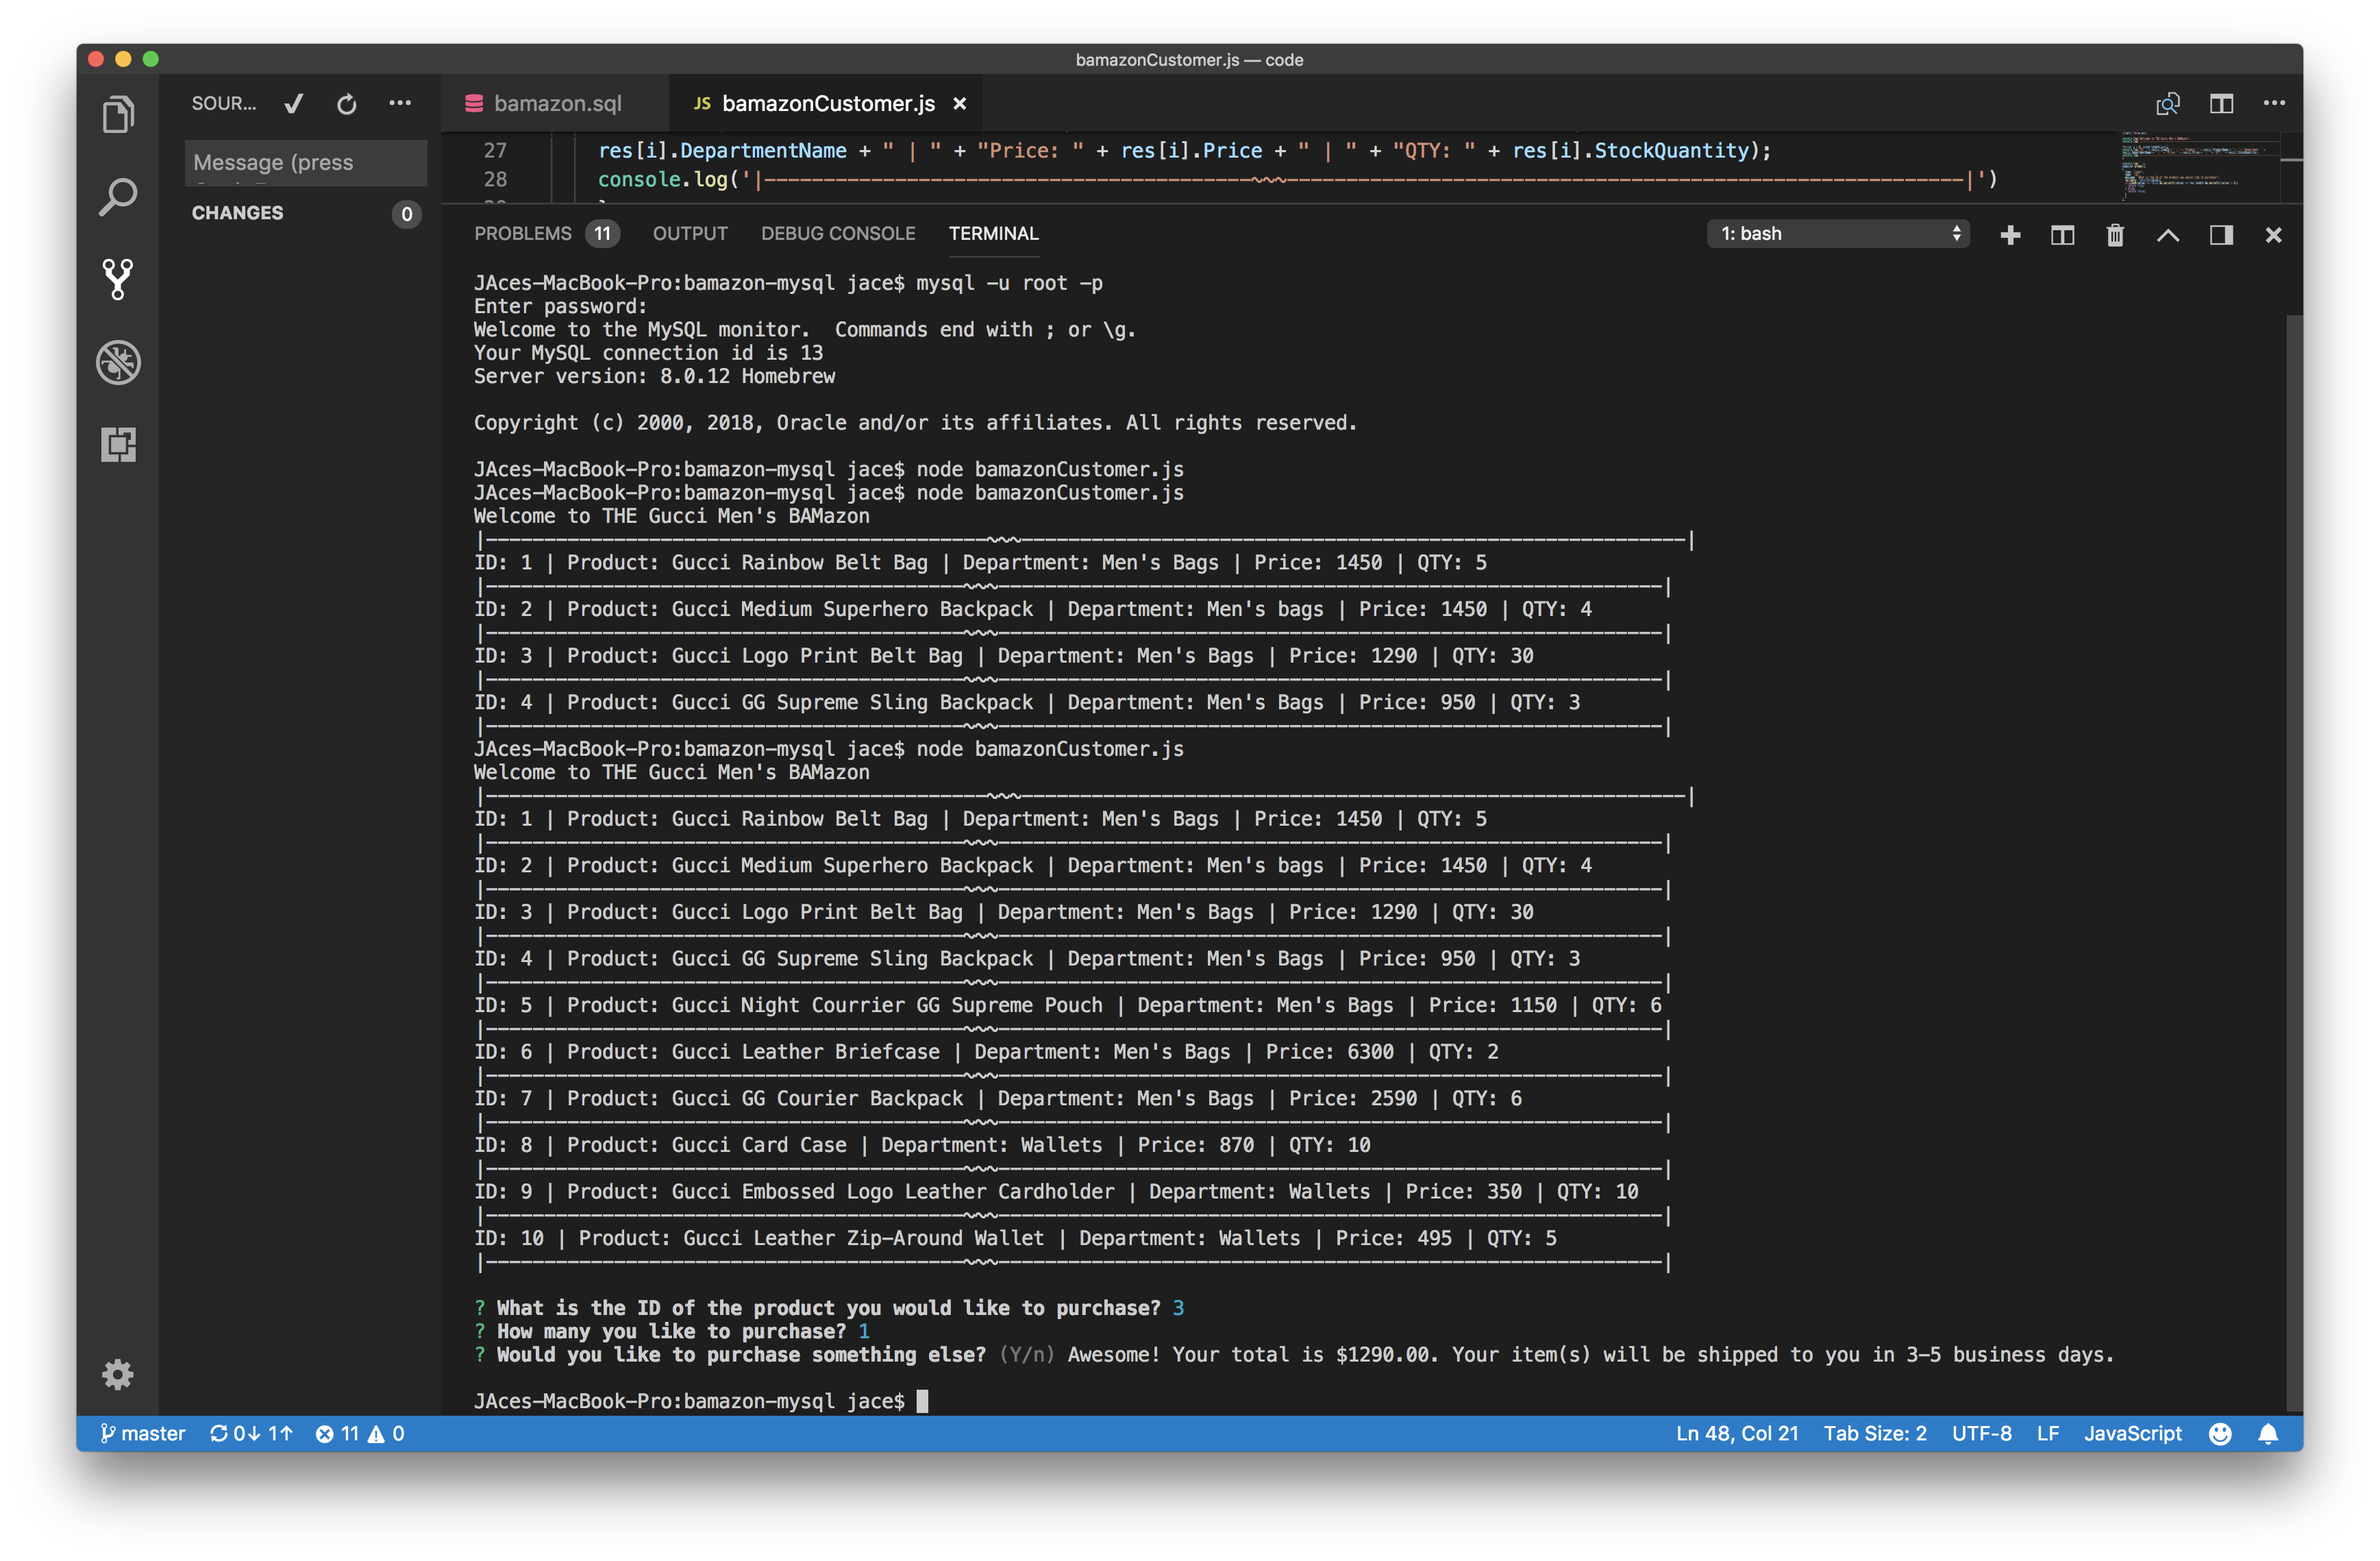 bamazonCustomer.js — code
SOUR...
bamazon.sql
JS bamazonCustomer.js
Message (press
CHANGES 0
27 res[i].DepartmentName + " | " + "Price: " + res[i].Price + " | " + "QTY: " + res[i].StockQuantity);
28 console.log('|------------------------------------------~~~----------------------------------------------------------|')
PROBLEMS 11 OUTPUT DEBUG CONSOLE TERMINAL 1: bash
JAces-MacBook-Pro:bamazon-mysql jace$ mysql -u root -p
Enter password:
Welcome to the MySQL monitor.  Commands end with ; or \g.
Your MySQL connection id is 13
Server version: 8.0.12 Homebrew
Copyright (c) 2000, 2018, Oracle and/or its affiliates. All rights reserved.
JAces-MacBook-Pro:bamazon-mysql jace$ node bamazonCustomer.js
JAces-MacBook-Pro:bamazon-mysql jace$ node bamazonCustomer.js
Welcome to THE Gucci Men's BAMazon
|-------------------------------------------~~~---------------------------------------------------------|
ID: 1 | Product: Gucci Rainbow Belt Bag | Department: Men's Bags | Price: 1450 | QTY: 5
|-----------------------------------------~~~---------------------------------------------------------|
ID: 2 | Product: Gucci Medium Superhero Backpack | Department: Men's bags | Price: 1450 | QTY: 4
|-----------------------------------------~~~---------------------------------------------------------|
ID: 3 | Product: Gucci Logo Print Belt Bag | Department: Men's Bags | Price: 1290 | QTY: 30
|-----------------------------------------~~~---------------------------------------------------------|
ID: 4 | Product: Gucci GG Supreme Sling Backpack | Department: Men's Bags | Price: 950 | QTY: 3
|-----------------------------------------~~~---------------------------------------------------------|
JAces-MacBook-Pro:bamazon-mysql jace$ node bamazonCustomer.js
Welcome to THE Gucci Men's BAMazon
|-------------------------------------------~~~---------------------------------------------------------|
ID: 1 | Product: Gucci Rainbow Belt Bag | Department: Men's Bags | Price: 1450 | QTY: 5
|-----------------------------------------~~~---------------------------------------------------------|
ID: 2 | Product: Gucci Medium Superhero Backpack | Department: Men's bags | Price: 1450 | QTY: 4
|-----------------------------------------~~~---------------------------------------------------------|
ID: 3 | Product: Gucci Logo Print Belt Bag | Department: Men's Bags | Price: 1290 | QTY: 30
|-----------------------------------------~~~---------------------------------------------------------|
ID: 4 | Product: Gucci GG Supreme Sling Backpack | Department: Men's Bags | Price: 950 | QTY: 3
|-----------------------------------------~~~---------------------------------------------------------|
ID: 5 | Product: Gucci Night Courrier GG Supreme Pouch | Department: Men's Bags | Price: 1150 | QTY: 6
|-----------------------------------------~~~---------------------------------------------------------|
ID: 6 | Product: Gucci Leather Briefcase | Department: Men's Bags | Price: 6300 | QTY: 2
|-----------------------------------------~~~---------------------------------------------------------|
ID: 7 | Product: Gucci GG Courier Backpack | Department: Men's Bags | Price: 2590 | QTY: 6
|-----------------------------------------~~~---------------------------------------------------------|
ID: 8 | Product: Gucci Card Case | Department: Wallets | Price: 870 | QTY: 10
|-----------------------------------------~~~---------------------------------------------------------|
ID: 9 | Product: Gucci Embossed Logo Leather Cardholder | Department: Wallets | Price: 350 | QTY: 10
|-----------------------------------------~~~---------------------------------------------------------|
ID: 10 | Product: Gucci Leather Zip-Around Wallet | Department: Wallets | Price: 495 | QTY: 5
|-----------------------------------------~~~---------------------------------------------------------|
? What is the ID of the product you would like to purchase? 3
? How many you like to purchase? 1
? Would you like to purchase something else? (Y/n) Awesome! Your total is $1290.00. Your item(s) will be shipped to you in 3-5 business days.
JAces-MacBook-Pro:bamazon-mysql jace$
master 0↓ 1↑ 11 0 Ln 48, Col 21 Tab Size: 2 UTF-8 LF JavaScript